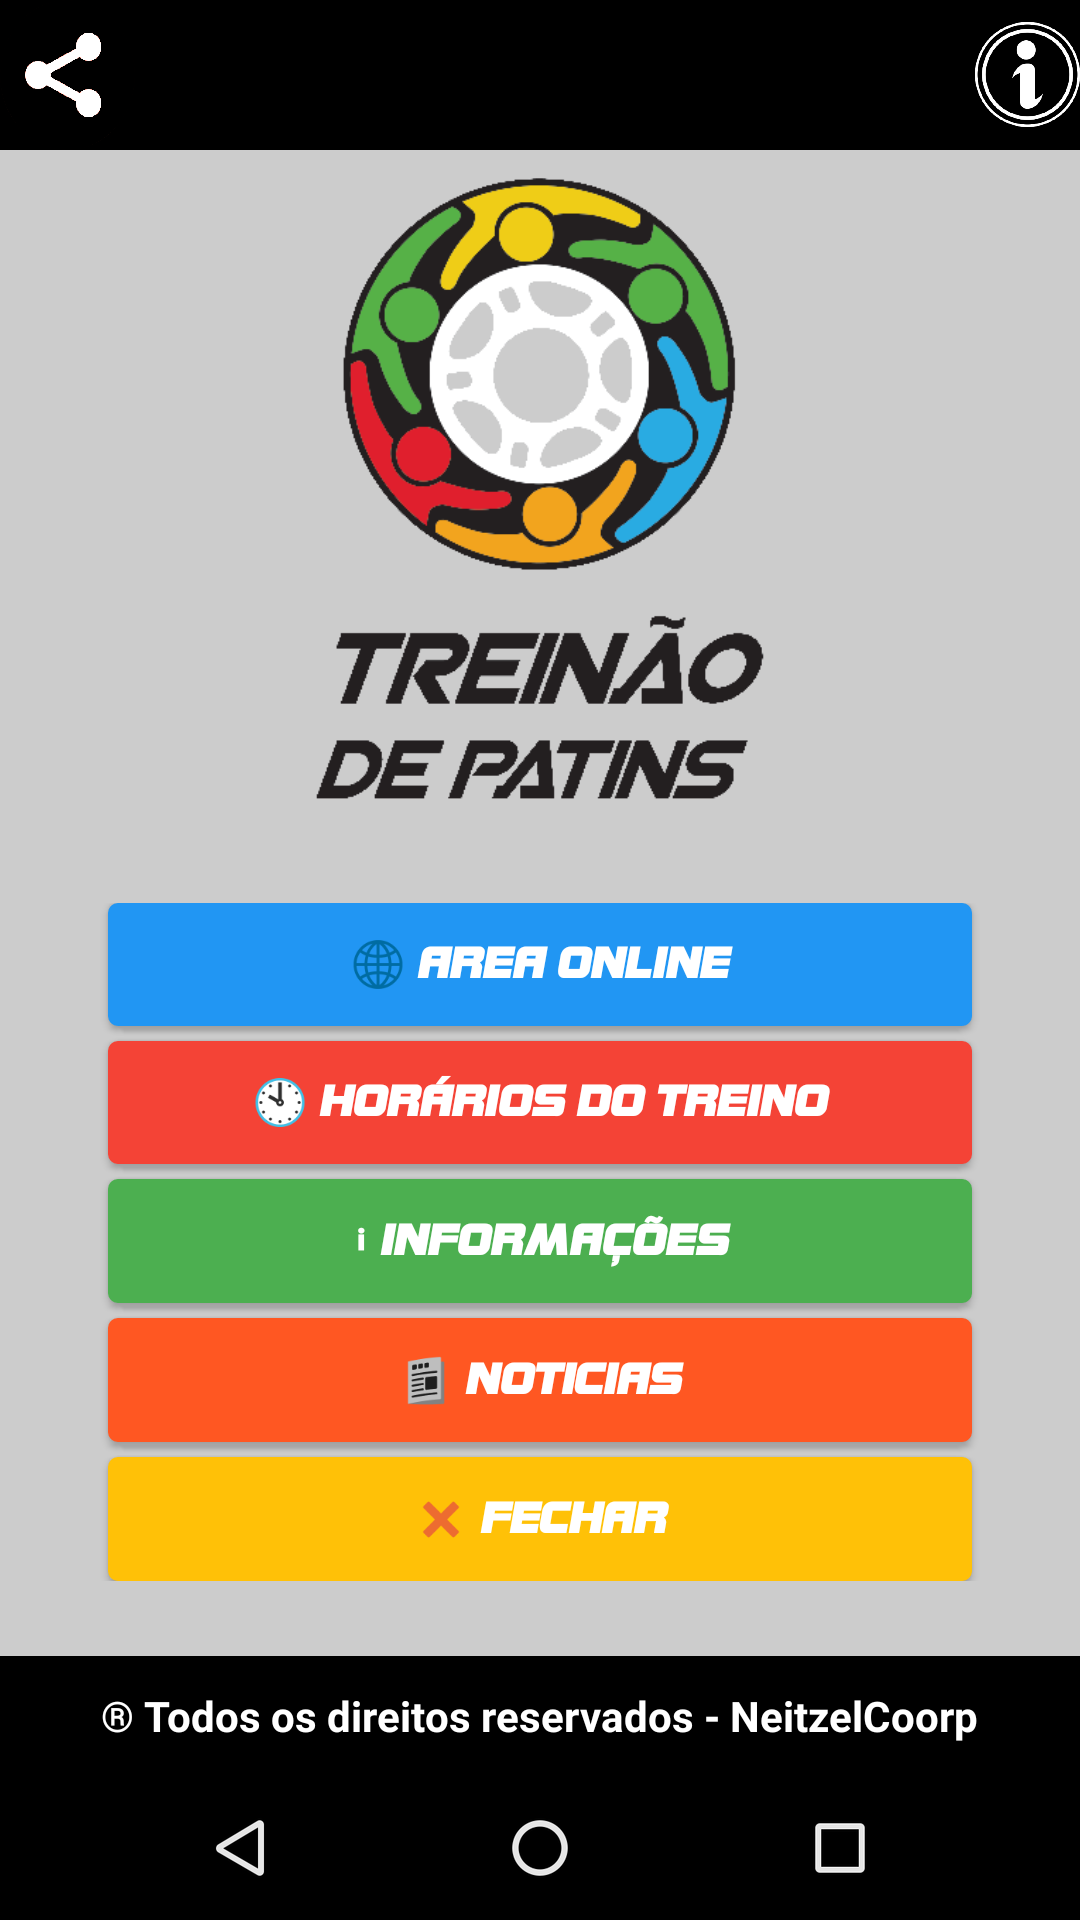 TREINÃO
DE PATINS
AREA ONLINE
HORÁRIOS DO TREINO
i INFORMAÇÕES
NOTICIAS
FECHAR
® Todos os direitos reservados - NeitzelCoorp